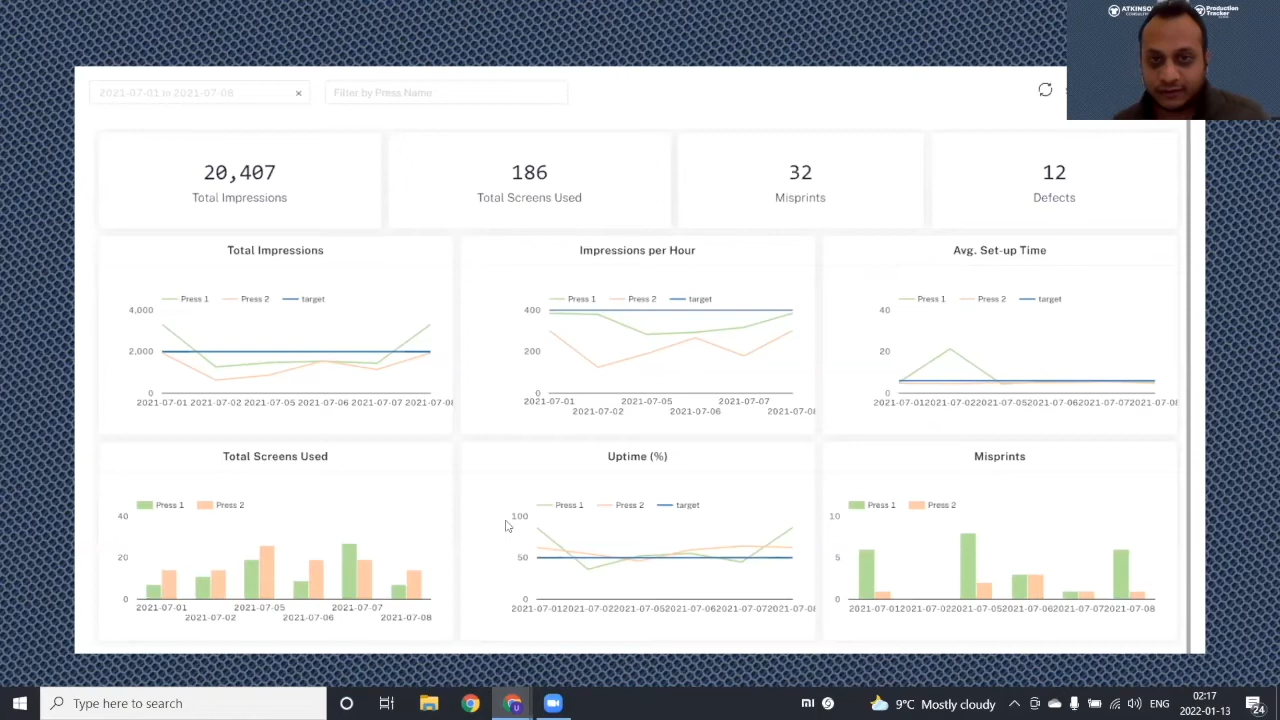 ATKINSON
CONSULTING
Production
Tracker
2021-07-01 to 2021-07-08 ×
Filter by Press Name
20,407
Total Impressions
186
Total Screens Used
32
Misprints
12
Defects
Total Impressions
Press 1 Press 2 target
4,000
2,000
0
2021-07-01 2021-07-02 2021-07-05 2021-07-06 2021-07-07 2021-07-08
Impressions per Hour
Press 1 Press 2 target
400
200
0
2021-07-01 2021-07-05 2021-07-07
2021-07-02 2021-07-06 2021-07-08
Avg. Set-up Time
Press 1 Press 2 target
40
20
0
2021-07-01 2021-07-02 2021-07-05 2021-07-06 2021-07-07 2021-07-08
Total Screens Used
Press 1 Press 2
40
20
0
2021-07-01 2021-07-05 2021-07-07
2021-07-02 2021-07-06 2021-07-08
Uptime (%)
Press 1 Press 2 target
100
50
0
2021-07-01 2021-07-02 2021-07-05 2021-07-06 2021-07-07 2021-07-08
Misprints
Press 1 Press 2
10
5
0
2021-07-01 2021-07-02 2021-07-05 2021-07-06 2021-07-07 2021-07-08
Type here to search
mi
9°C Mostly cloudy
ENG
02:17
2022-01-13
24